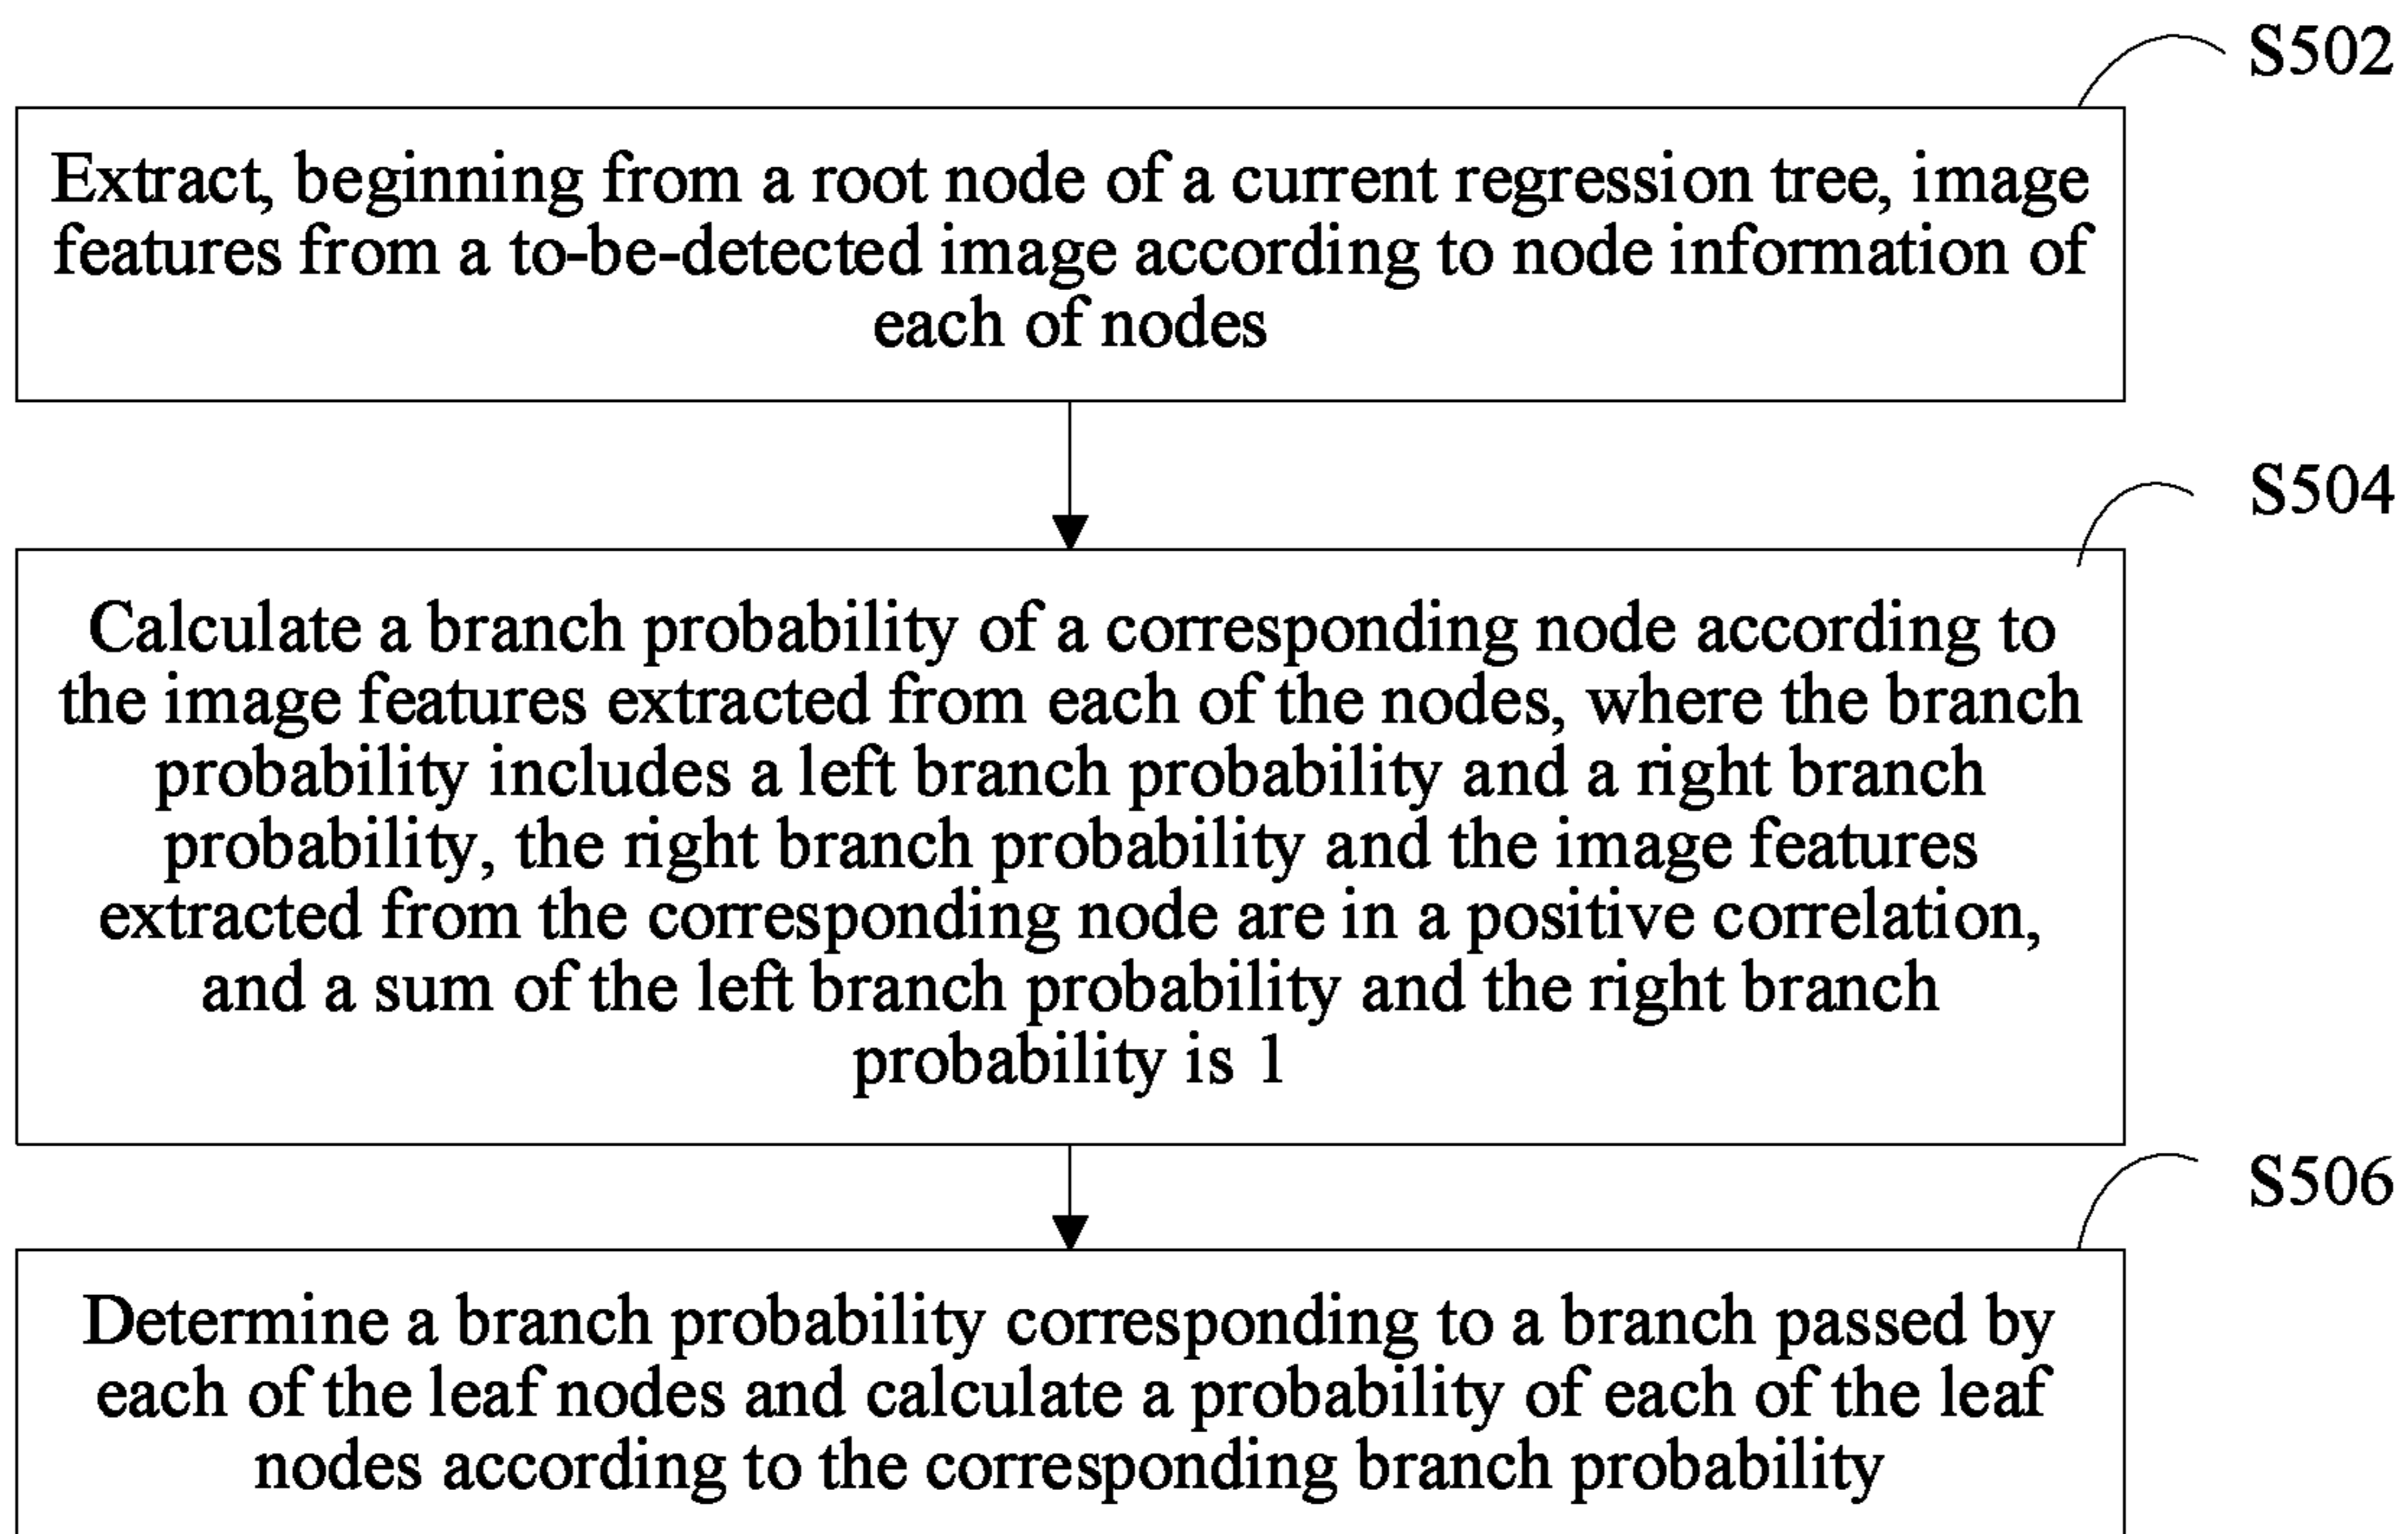 S502
Extract, beginning from a root node of a current regression tree, image
features from a to-be-detected image according to node information of
each of nodes
S504
Calculate a branch probability of a corresponding node according to
the image features extracted from each of the nodes, where the branch
probability includes a left branch probability and a right branch
probability, the right branch probability and the image features
extracted from the corresponding node are in a positive correlation,
and a sum of the left branch probability and the right branch
probability is 1
S506
Determine a branch probability corresponding to a branch passed by
each of the leaf nodes and calculate a probability of each of the leaf
nodes according to the corresponding branch probability